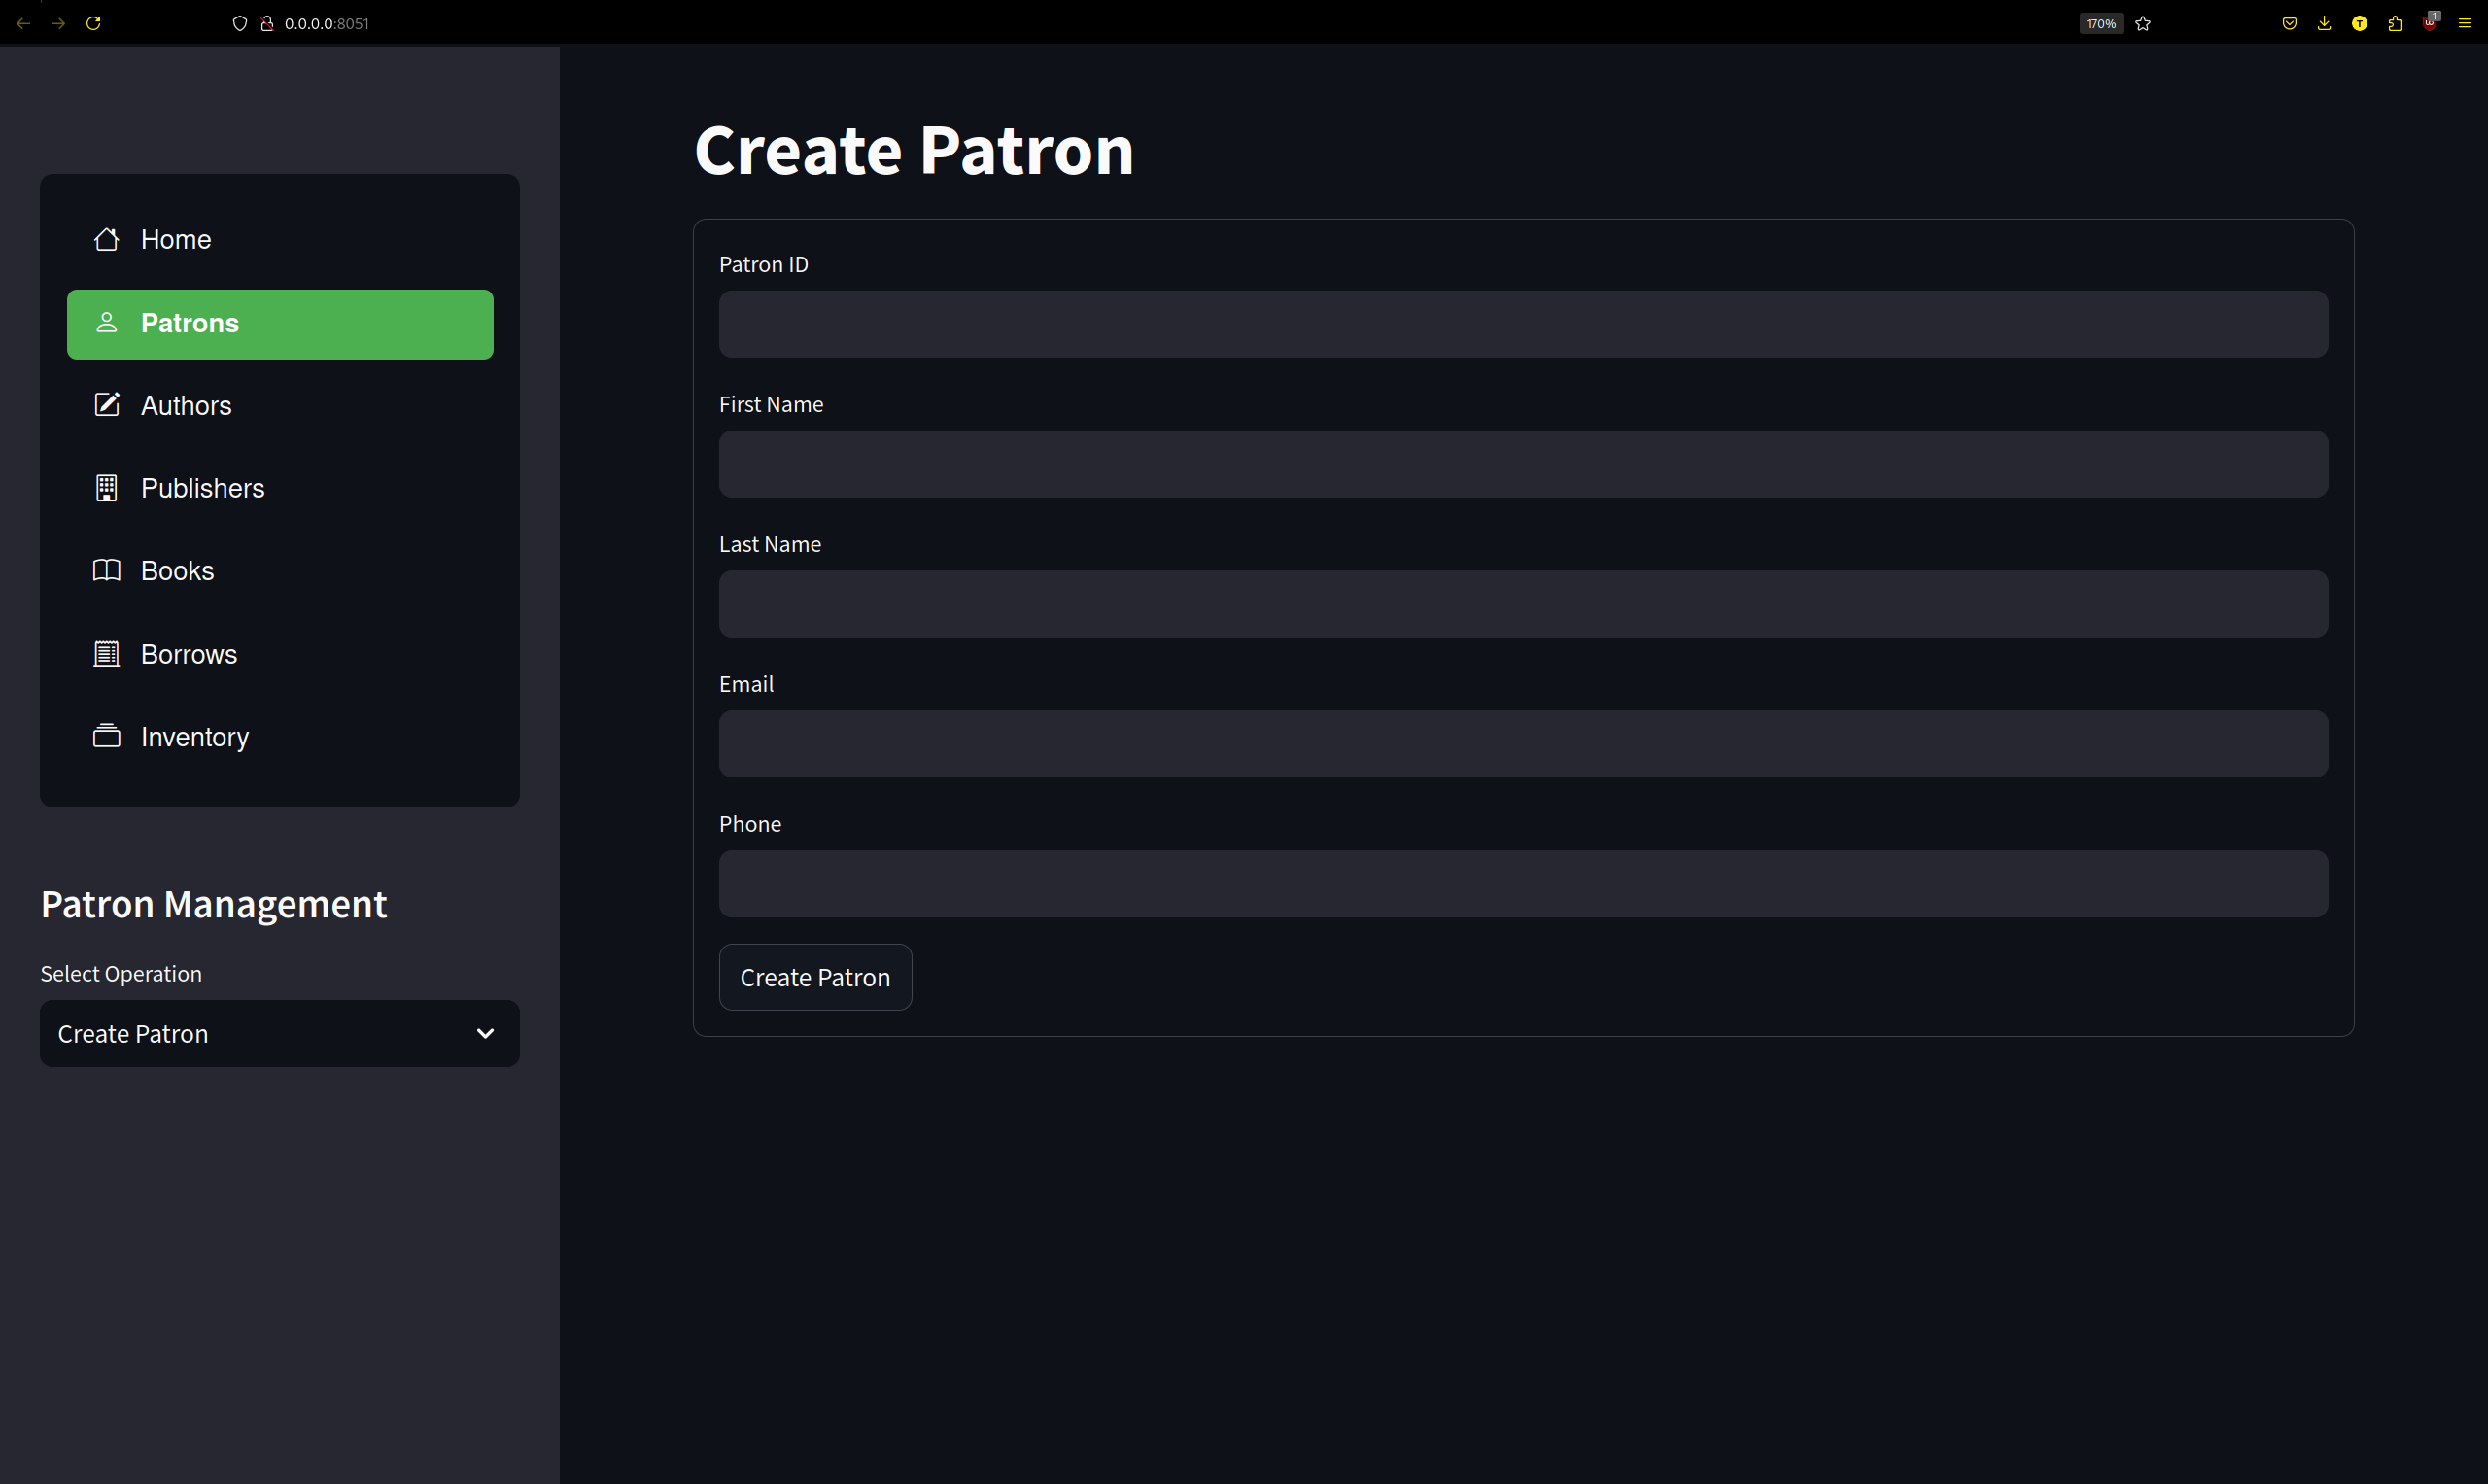 0.0.0.0:8051
170%
T
1
Home
Patrons
Authors
Publishers
Books
Borrows
Inventory
Patron Management
Select Operation
Create Patron
Create Patron
Patron ID
First Name
Last Name
Email
Phone
Create Patron